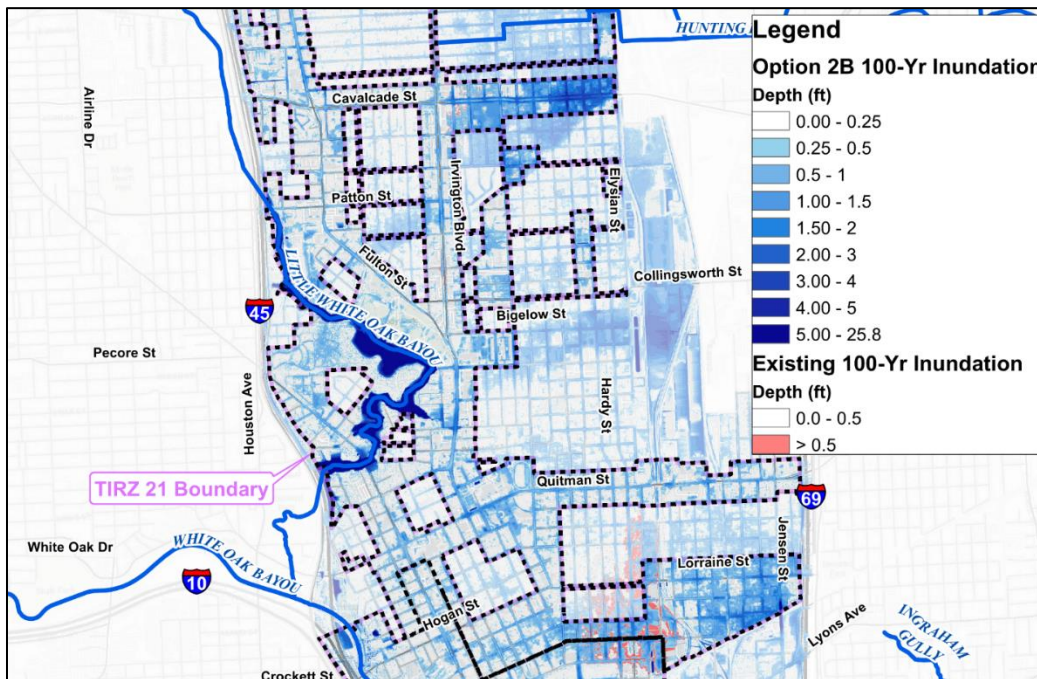 HUNTING
Legend
Option 2B 100-Yr Inundation
Depth (ft)
0.00 - 0.25
0.25 - 0.5
0.5 - 1
1.00 - 1.5
1.50 - 2
2.00 - 3
3.00 - 4
4.00 - 5
5.00 - 25.8
Existing 100-Yr Inundation
Depth (ft)
0.0 - 0.5
> 0.5
Airline Dr
Cavalcade St
Patton St
Irvington Blvd
Elysian St
Fulton St
Collingsworth St
LITTLE WHITE OAK BAYOU
45
Bigelow St
Pecore St
Houston Ave
Hardy St
TIRZ 21 Boundary
Quitman St
69
Jensen St
White Oak Dr
WHITE OAK BAYOU
10
Lorraine St
Hogan St
Lyons Ave
INGRAHAM
GULLY
Crockett St